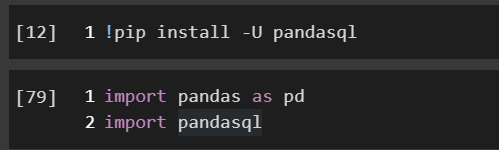 [12] 1 !pip install -U pandasql
[79] 1 import pandas as pd
2 import pandasql